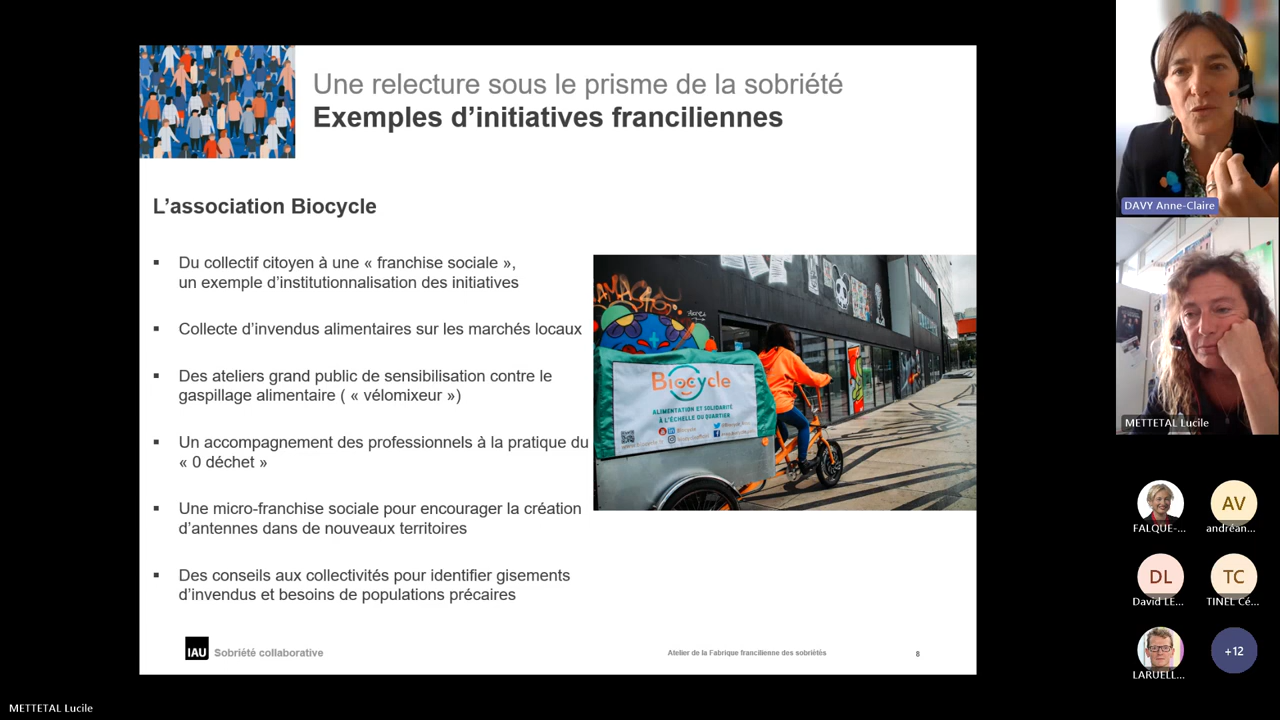 Une relecture sous le prisme de la sobriété
Exemples d’initiatives franciliennes
L’association Biocycle
Du collectif citoyen à une « franchise sociale »,
un exemple d’institutionnalisation des initiatives
Collecte d’invendus alimentaires sur les marchés locaux
Des ateliers grand public de sensibilisation contre le
gaspillage alimentaire ( « vélomixeur »)
Un accompagnement des professionnels à la pratique du
« 0 déchet »
Une micro-franchise sociale pour encourager la création
d’antennes dans de nouveaux territoires
Des conseils aux collectivités pour identifier gisements
d’invendus et besoins de populations précaires
Biocycle
ALIMENTATION ET SOLIDARITÉ
À L’ÉCHELLE DU QUARTIER
IAU
Sobriété collaborative
Atelier de la Fabrique francilienne des sobriétés
8
DAVY Anne-Claire
METTETAL Lucile
FALQUE-...
AV
andréan...
DL
David LE...
TC
TINEL Cé...
LARUELL...
+12
METTETAL Lucile